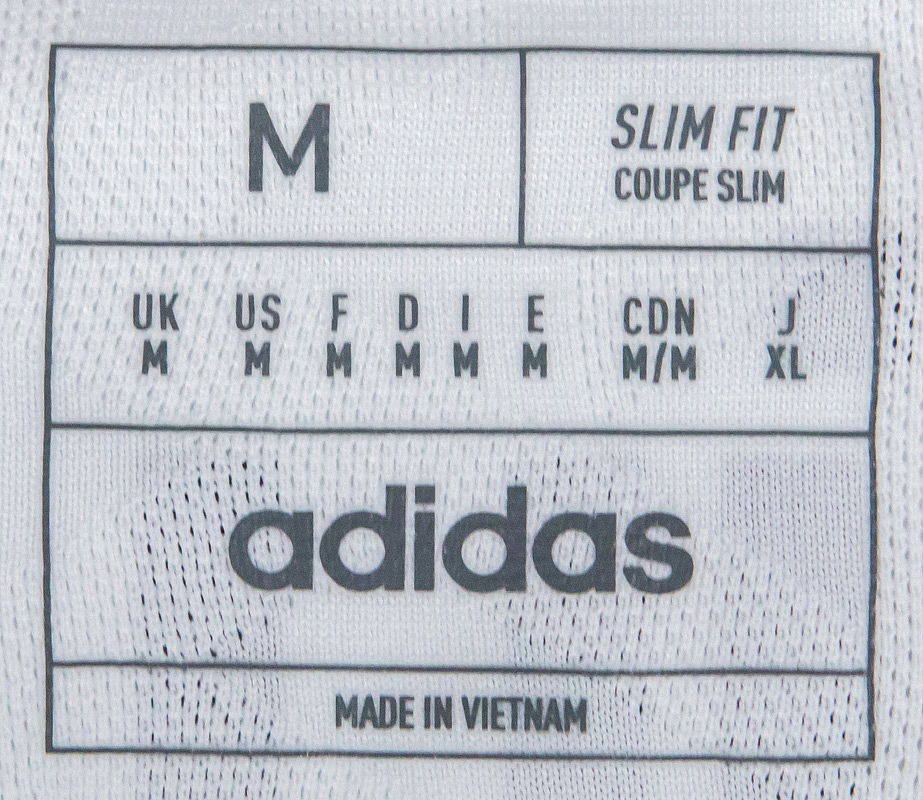 M
SLIM FIT
COUPE SLIM
UK US F D I E CDN J
M M M M M M M/M XL
adidas
MADE IN VIETNAM